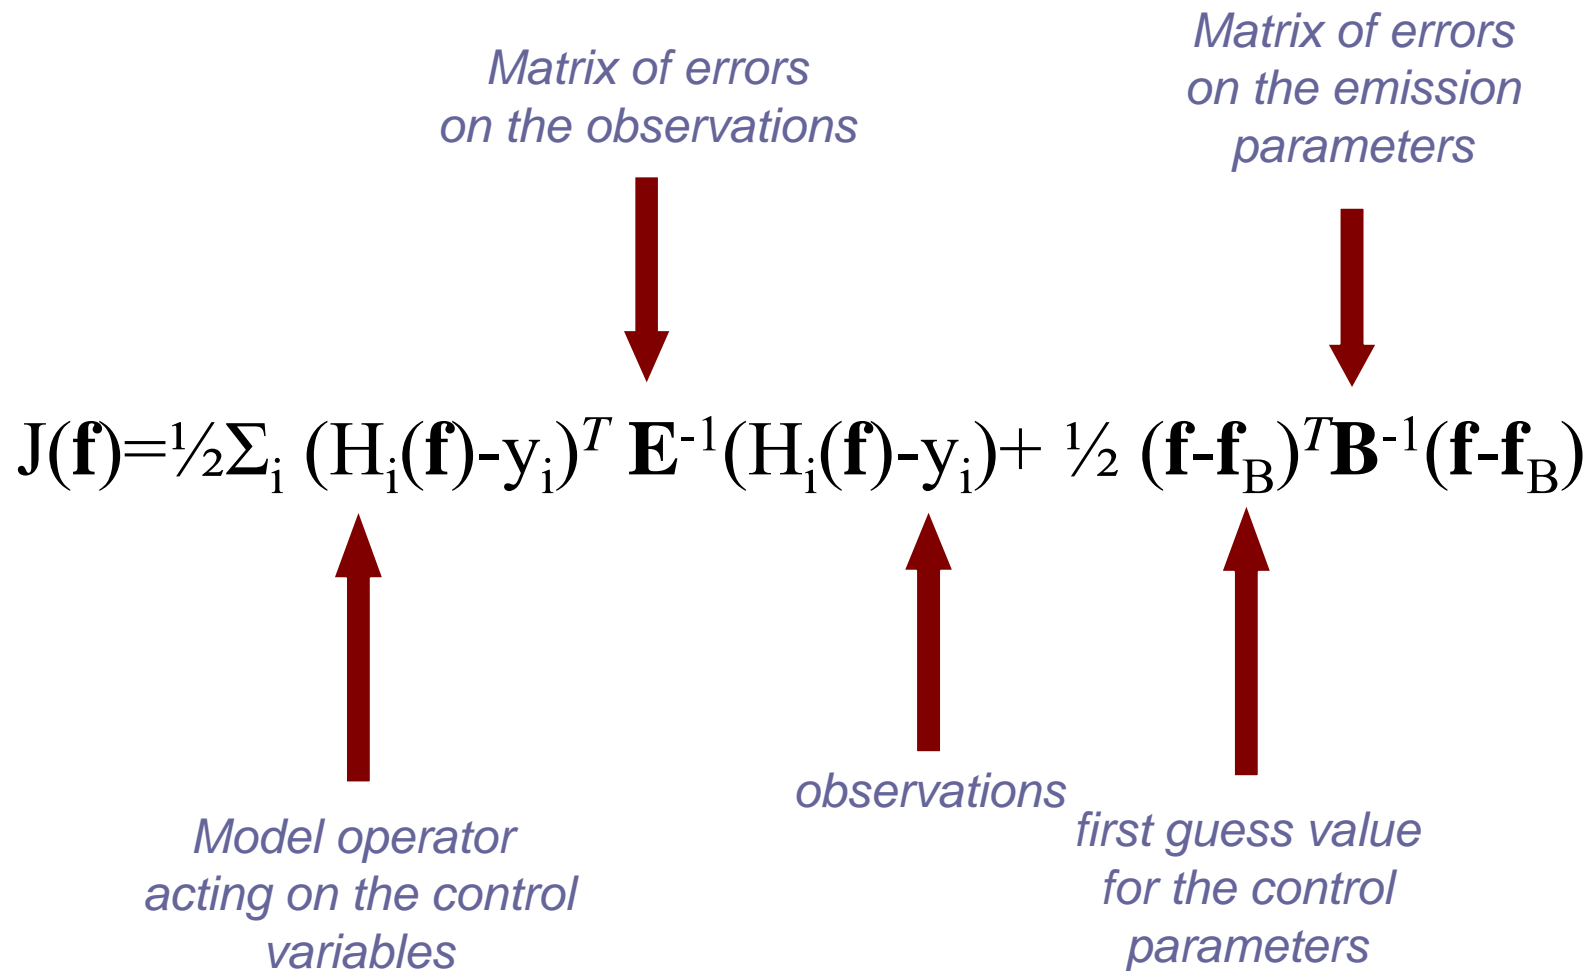 Matrix of errors
on the observations
Matrix of errors
on the emission
parameters
J(f)=½Σi (Hi(f)-yi)T E-1(Hi(f)-yi)+ ½ (f-fB)TB-1(f-fB)
Model operator
acting on the control
variables
observations
first guess value
for the control
parameters